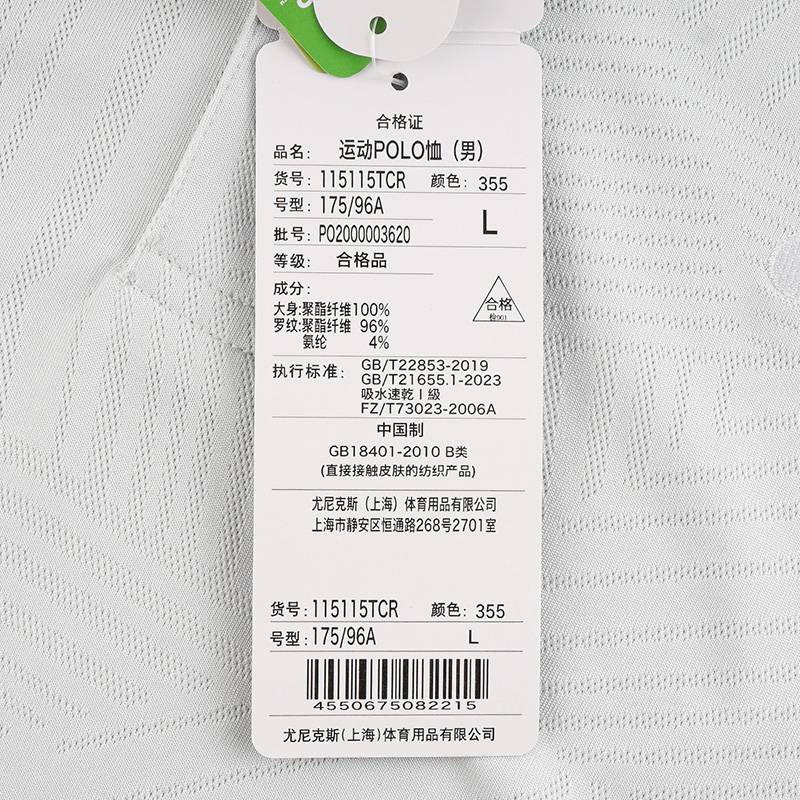 合格证
品名: 运动POLO恤(男)
货号: 115115TCR 颜色: 355
号型: 175/96A L
批号: PO2000003620
等级: 合格品
成分:
大身:聚酯纤维100%
罗纹:聚酯纤维 96%
氨纶 4%
合格
检001
执行标准: GB/T22853-2019
GB/T21655.1-2023
吸水速乾Ⅰ級
FZ/T73023-2006A
中国制
GB18401-2010 B类
(直接接触皮肤的纺织产品)
尤尼克斯(上海)体育用品有限公司
上海市静安区恒通路268号2701室
货号: 115115TCR 颜色: 355
号型: 175/96A L
4550675082215
尤尼克斯(上海)体育用品有限公司